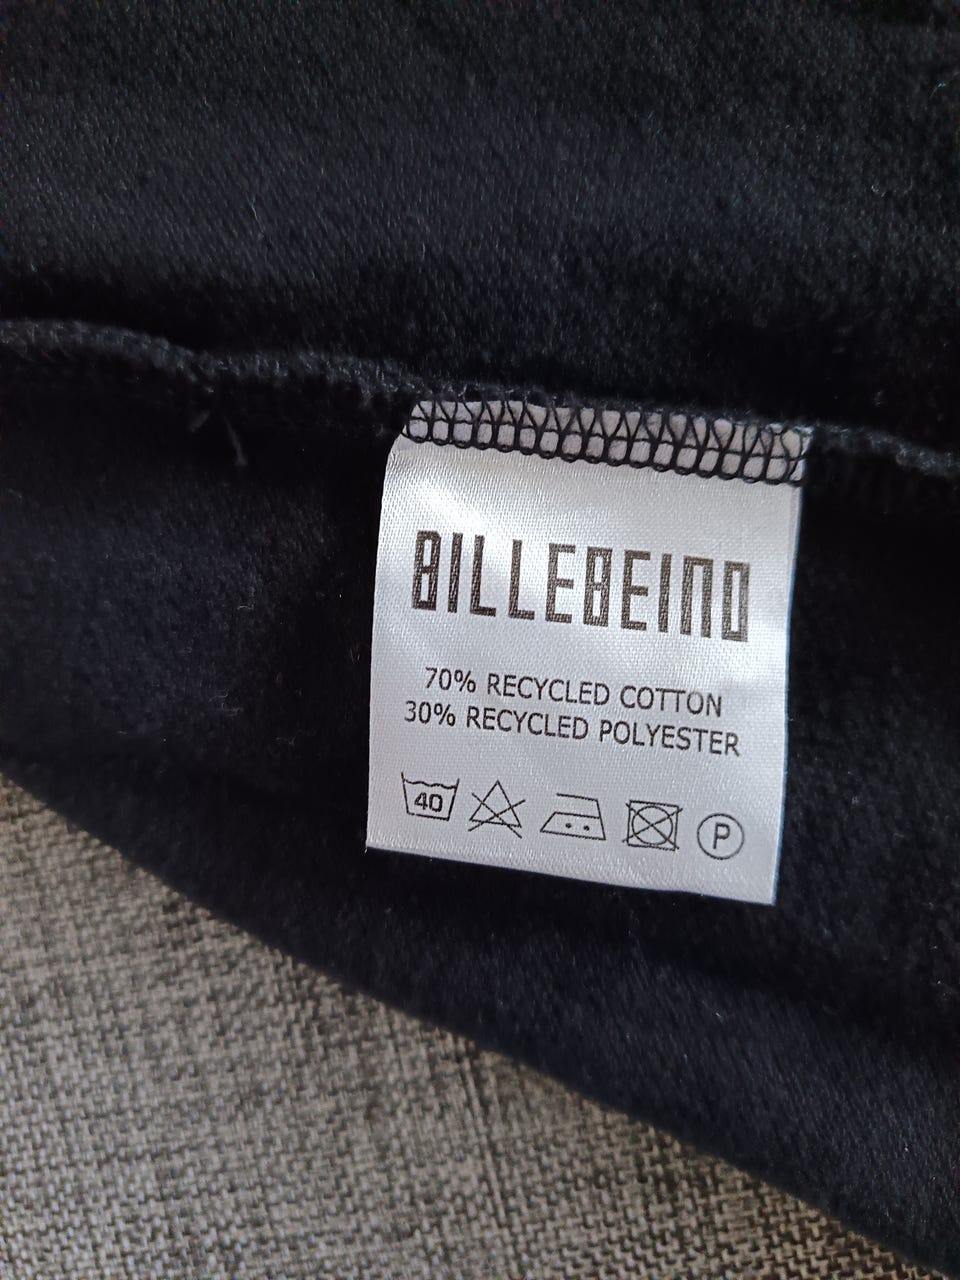 BILLEBEINO
70% RECYCLED COTTON
30% RECYCLED POLYESTER
40 P